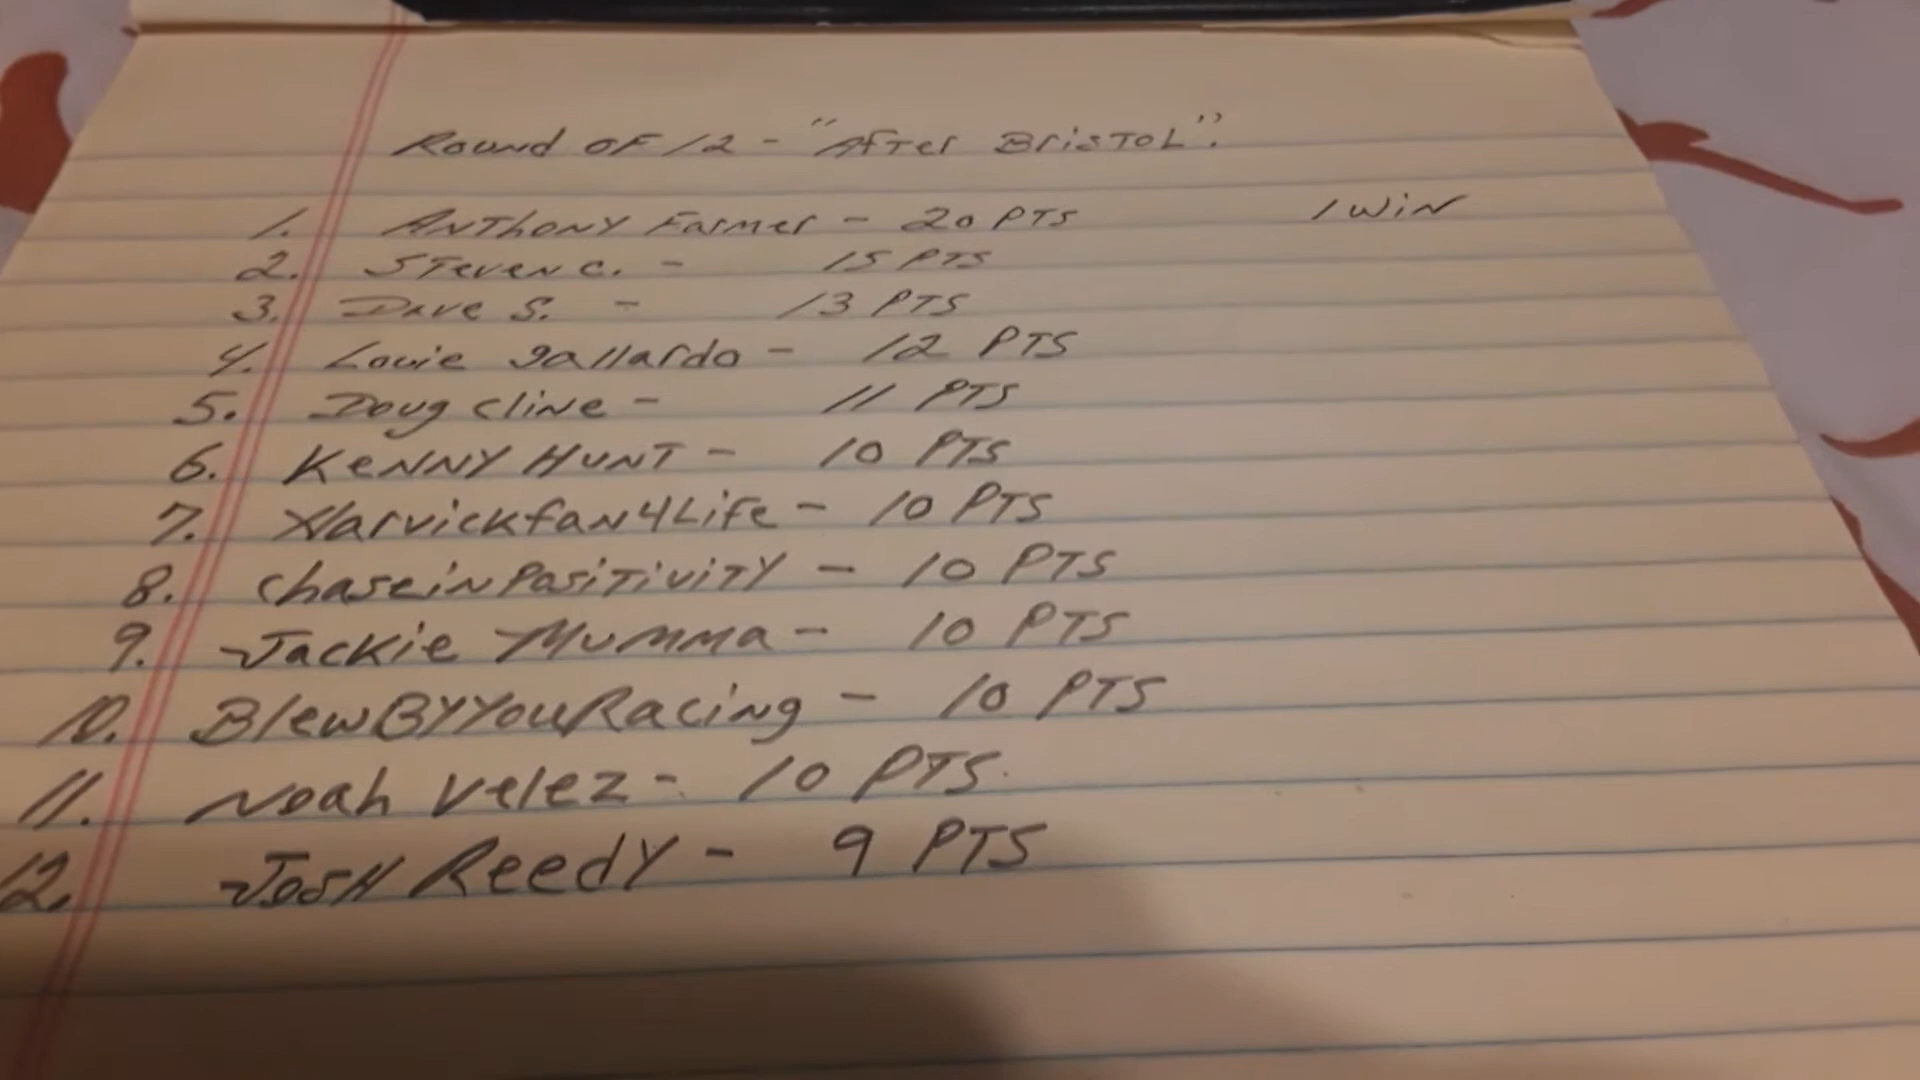 Round OF 12 - "After BrisTOL".
1. ANThONY Farmer - 20 PTS 1 WiN
2. STeveN C. - 15 PTS
3. Dave S. - 13 PTS
4. Louie gallardo - 12 PTS
5. Doug cliNe - 11 PTS
6. KeNNY HUNT - 10 PTS
7. XHarvickfaN4Life - 10 PTS
8. chaseiNPosiTiviTY - 10 PTS
9. Jackie MuMMa - 10 PTS
10. BlewBYYouRaciNg - 10 PTS
11. Noah Velez - 10 PTS.
12. JosH ReedY - 9 PTS